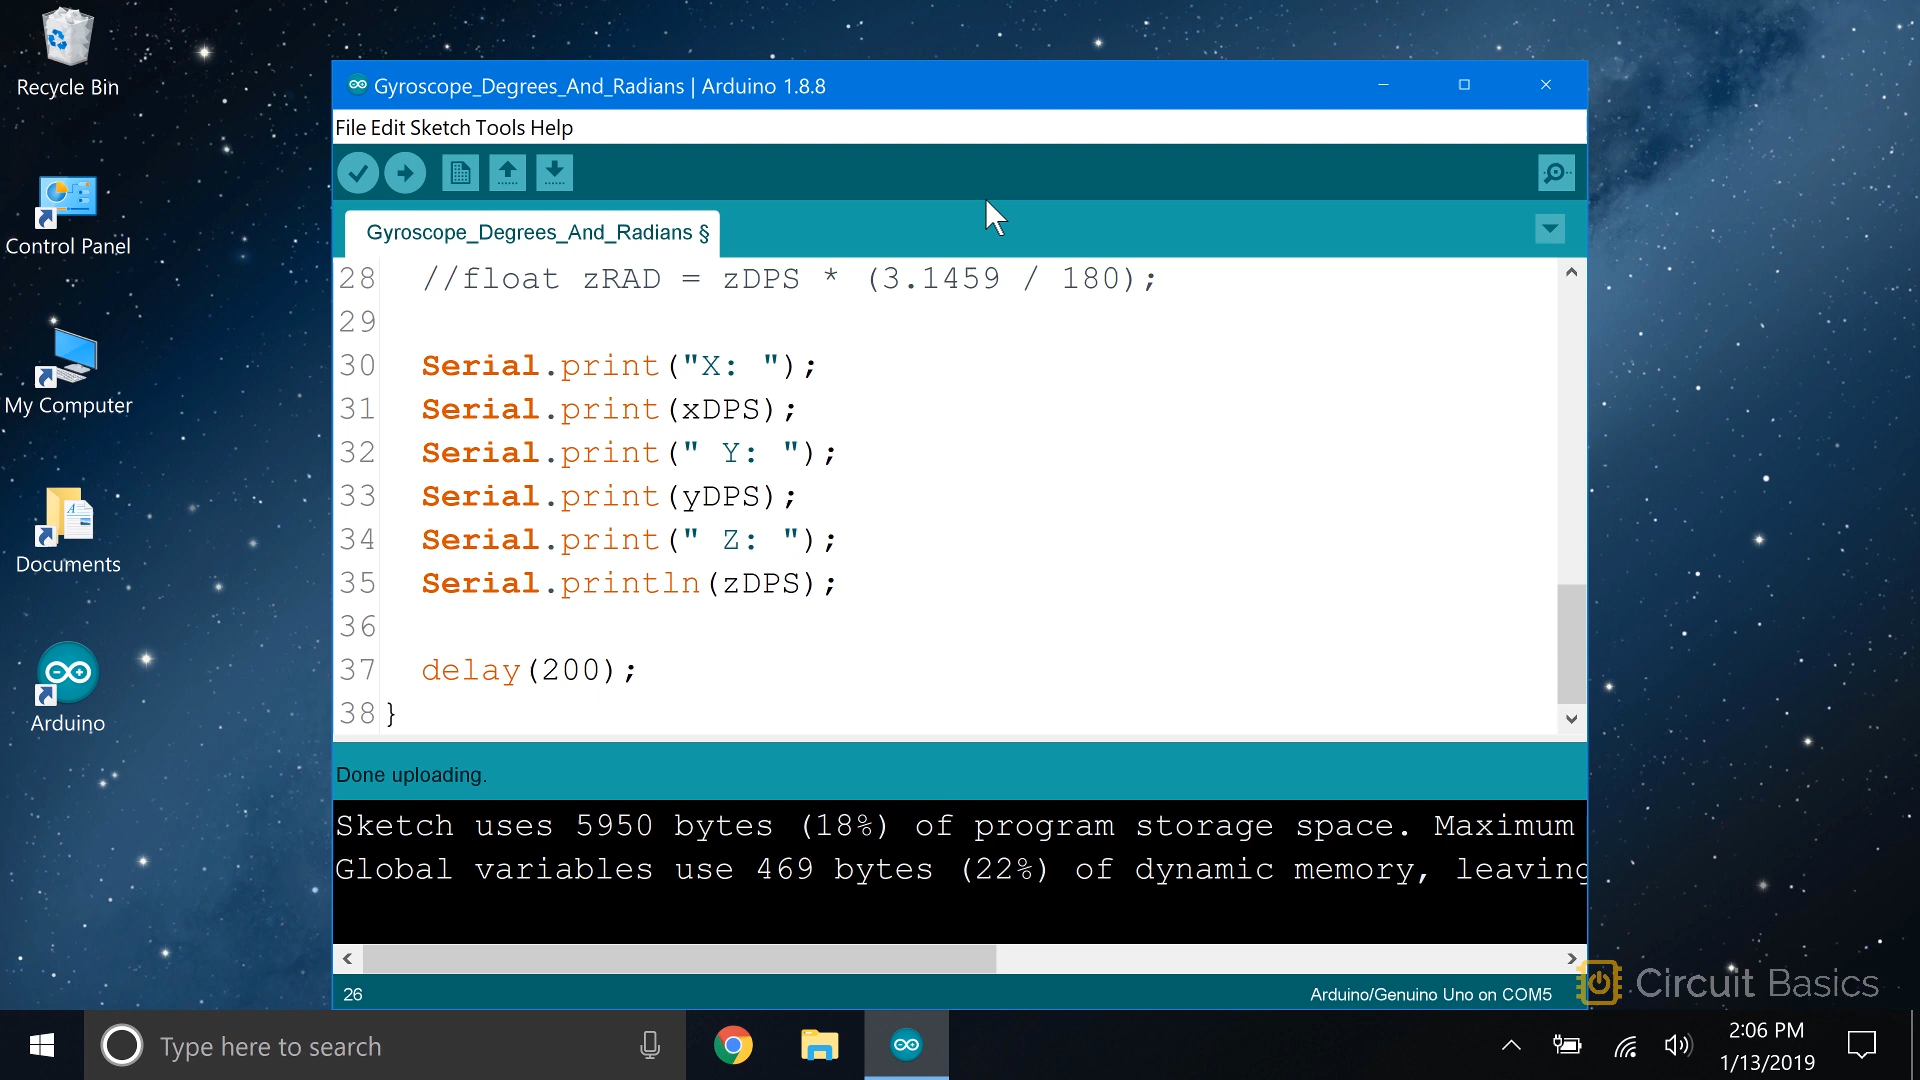 Recycle Bin
Control Panel
My Computer
Documents
Arduino
Gyroscope_Degrees_And_Radians | Arduino 1.8.8
File Edit Sketch Tools Help
Gyroscope_Degrees_And_Radians §
28 //float zRAD = zDPS * (3.1459 / 180);
29
30 Serial.print("X: ");
31 Serial.print(xDPS);
32 Serial.print(" Y: ");
33 Serial.print(yDPS);
34 Serial.print(" Z: ");
35 Serial.println(zDPS);
36
37 delay(200);
38 }
Done uploading.
Sketch uses 5950 bytes (18%) of program storage space. Maximum
Global variables use 469 bytes (22%) of dynamic memory, leaving
26
Arduino/Genuino Uno on COM5
Circuit Basics
Type here to search
2:06 PM
1/13/2019